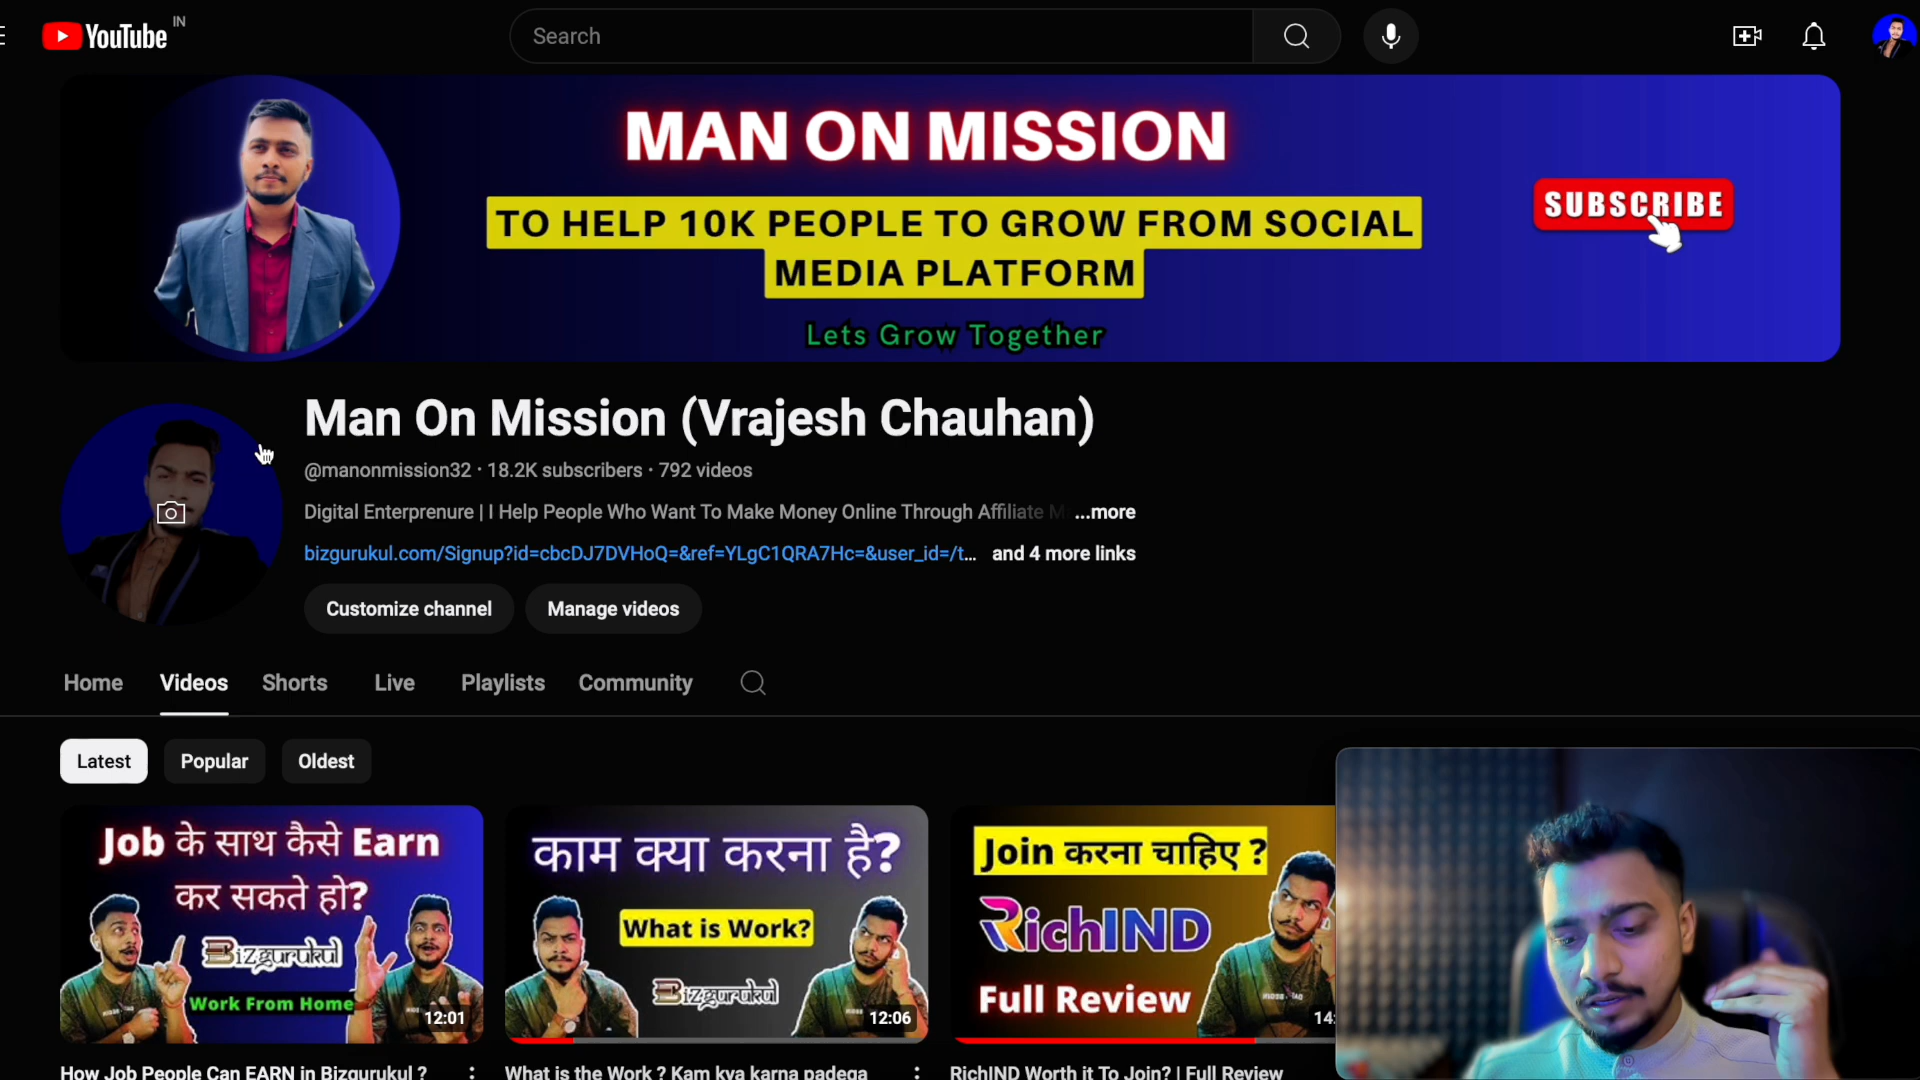 YouTube IN
Search
MAN ON MISSION
TO HELP 10K PEOPLE TO GROW FROM SOCIAL
MEDIA PLATFORM
Lets Grow Together
SUBSCRIBE
Man On Mission (Vrajesh Chauhan)
@manonmission32 · 18.2K subscribers · 792 videos
Digital Enterprenure | I Help People Who Want To Make Money Online Through Affiliate M ...more
bizgurukul.com/Signup?id=cbcDJ7DVHoQ=&ref=YLgC1QRA7Hc=&user_id=/t... and 4 more links
Customize channel Manage videos
Home Videos Shorts Live Playlists Community
Latest Popular Oldest
Job के साथ कैसे Earn
कर सकते हो?
Bizgurukul
Work From Home
12:01
काम क्या करना है?
What is Work?
Bizgurukul
12:06
Join करना चाहिए ?
RichIND
Full Review
14:
How Job People Can EARN in Bizgurukul ?
What is the Work ? Kam kya karna padega
RichIND Worth it To Join? | Full Review